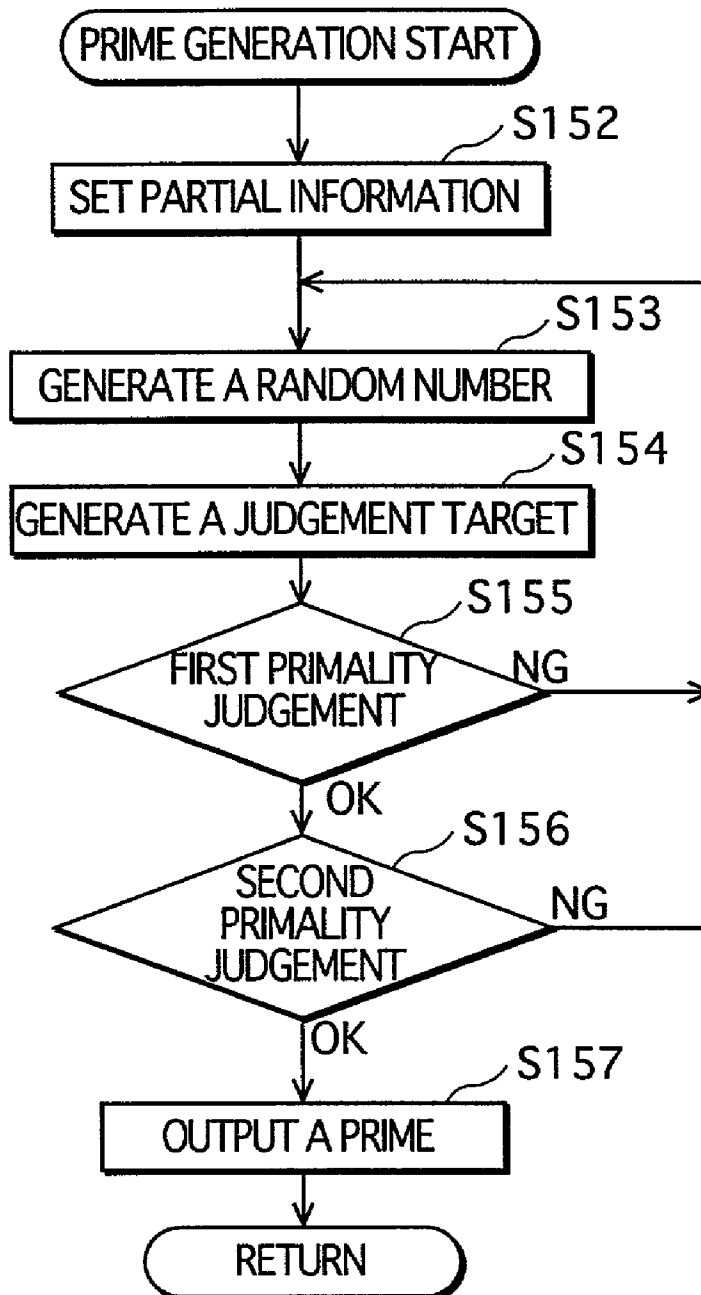 PRIME GENERATION START
S152
SET PARTIAL INFORMATION
S153
GENERATE A RANDOM NUMBER
S154
GENERATE A JUDGEMENT TARGET
S155
FIRST PRIMALITY
JUDGEMENT
NG
OK
S156
SECOND
PRIMALITY
JUDGEMENT
NG
OK
S157
OUTPUT A PRIME
RETURN